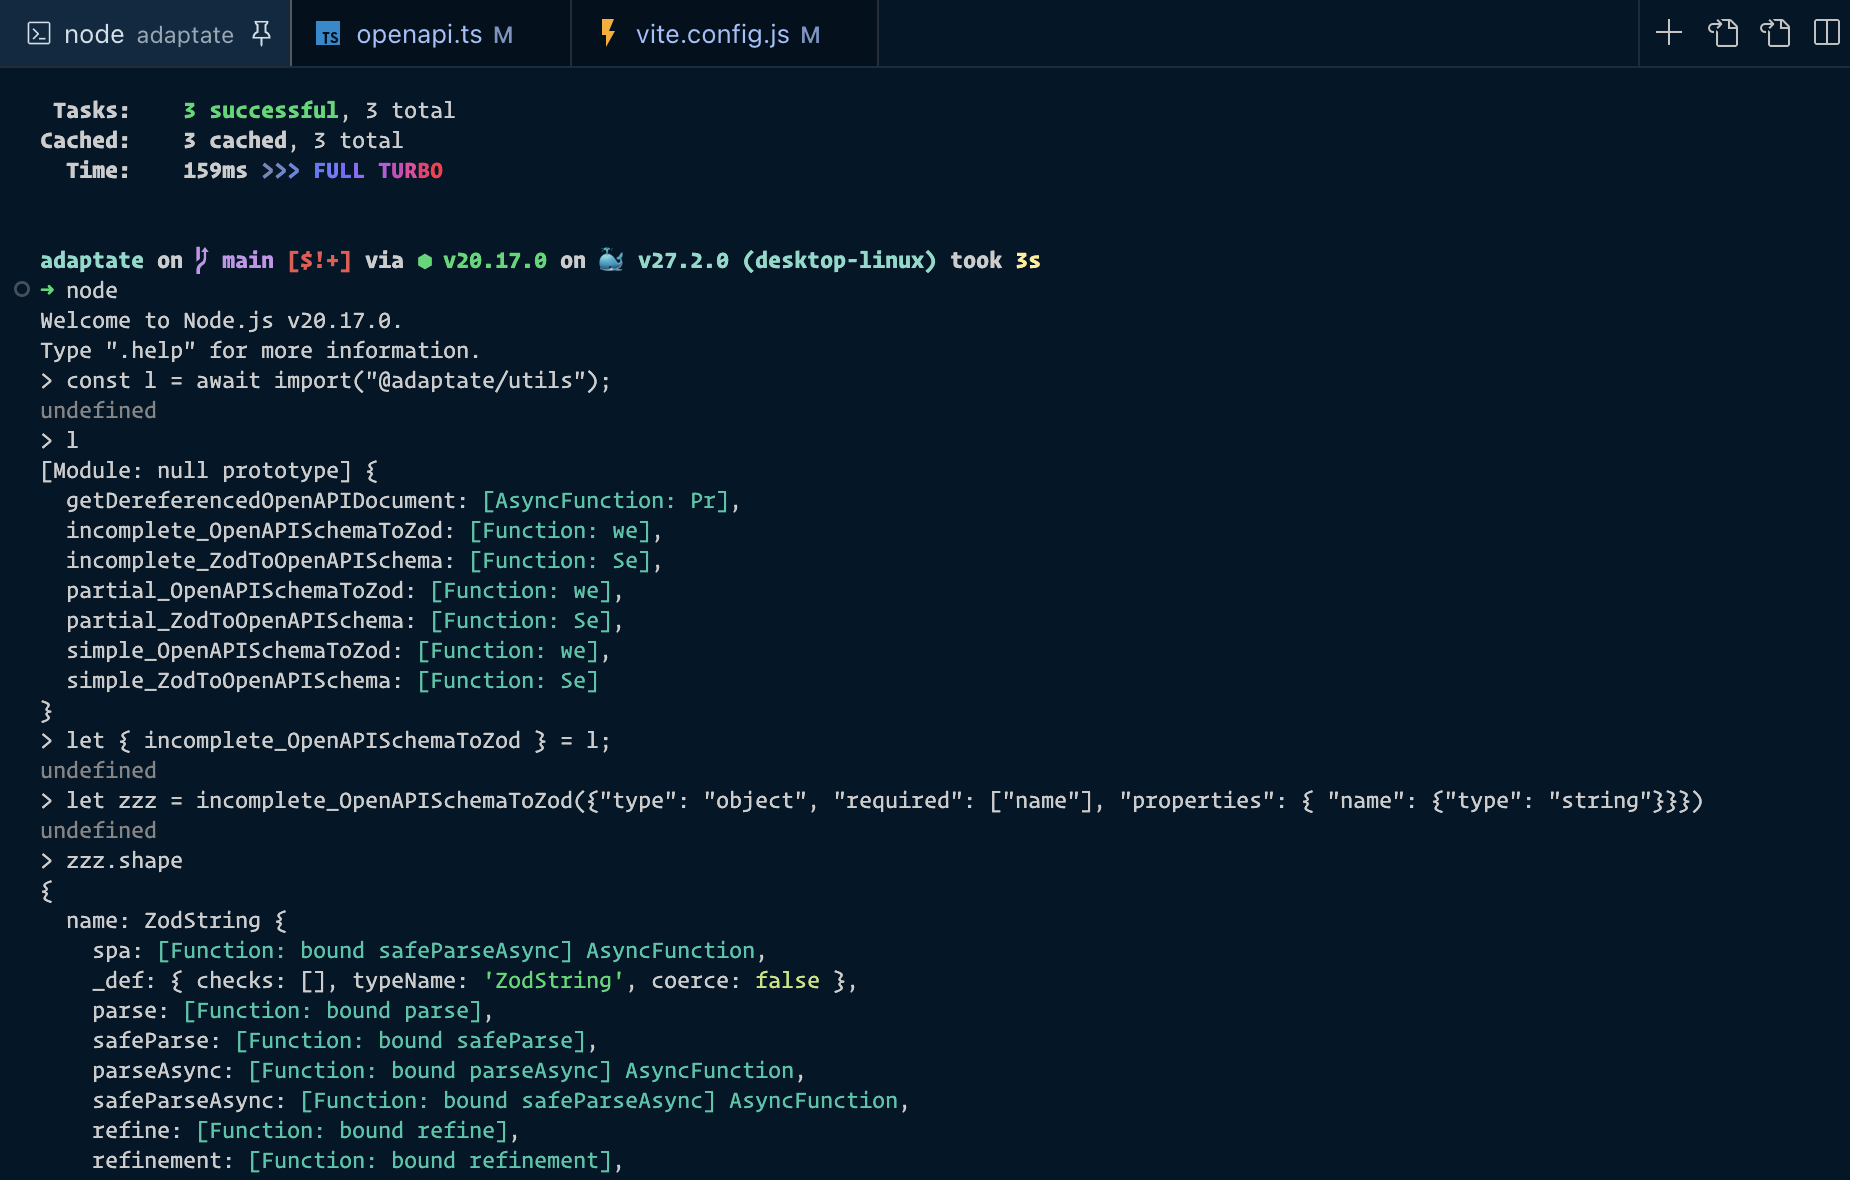 node adaptate openapi.ts M vite.config.js M
Tasks: 3 successful, 3 total
Cached: 3 cached, 3 total
Time: 159ms >>> FULL TURBO
adaptate on main [$!+] via ⬢ v20.17.0 on 🐳 v27.2.0 (desktop-linux) took 3s
➜ node
Welcome to Node.js v20.17.0.
Type ".help" for more information.
> const l = await import("@adaptate/utils");
undefined
> l
[Module: null prototype] {
  getDereferencedOpenAPIDocument: [AsyncFunction: Pr],
  incomplete_OpenAPISchemaToZod: [Function: we],
  incomplete_ZodToOpenAPISchema: [Function: Se],
  partial_OpenAPISchemaToZod: [Function: we],
  partial_ZodToOpenAPISchema: [Function: Se],
  simple_OpenAPISchemaToZod: [Function: we],
  simple_ZodToOpenAPISchema: [Function: Se]
}
> let { incomplete_OpenAPISchemaToZod } = l;
undefined
> let zzz = incomplete_OpenAPISchemaToZod({"type": "object", "required": ["name"], "properties": { "name": {"type": "string"}}})
undefined
> zzz.shape
{
  name: ZodString {
    spa: [Function: bound safeParseAsync] AsyncFunction,
    _def: { checks: [], typeName: 'ZodString', coerce: false },
    parse: [Function: bound parse],
    safeParse: [Function: bound safeParse],
    parseAsync: [Function: bound parseAsync] AsyncFunction,
    safeParseAsync: [Function: bound safeParseAsync] AsyncFunction,
    refine: [Function: bound refine],
    refinement: [Function: bound refinement],